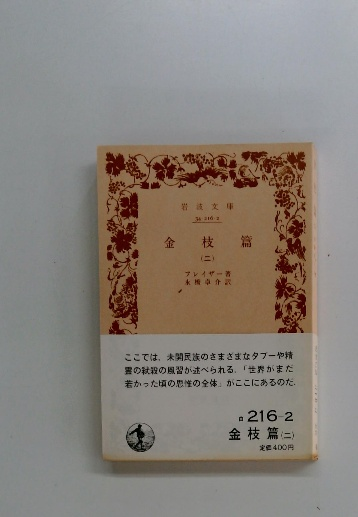 岩波文庫
34-216-2
金枝篇
(二)
フレイザー著
永橋卓介訳
ここでは、未開民族のさまざまなタブーや精
霊の弑殺の風習が述べられる.「世界がまだ
若かった頃の思惟の全体」がここにあるのだ.
216-2
金枝篇(二)
定価400円